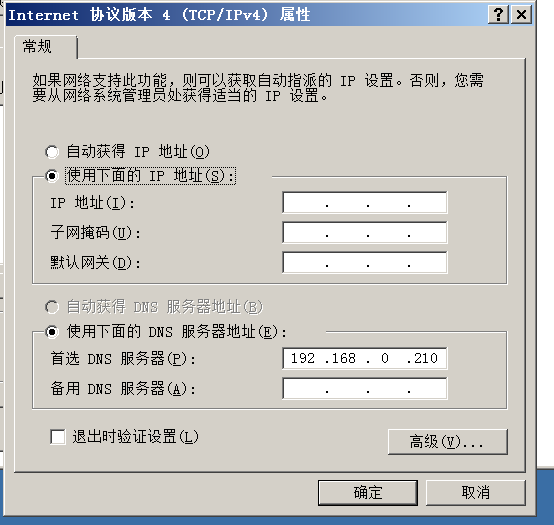 Internet 协议版本 4 (TCP/IPv4) 属性
常规
如果网络支持此功能，则可以获取自动指派的 IP 设置。否则，您需
要从网络系统管理员处获得适当的 IP 设置。
自动获得 IP 地址(O)
使用下面的 IP 地址(S):
IP 地址(I):
子网掩码(U):
默认网关(D):
自动获得 DNS 服务器地址(B)
使用下面的 DNS 服务器地址(E):
首选 DNS 服务器(P): 192 .168 . 0 .210
备用 DNS 服务器(A):
退出时验证设置(L)
高级(V)...
确定 取消